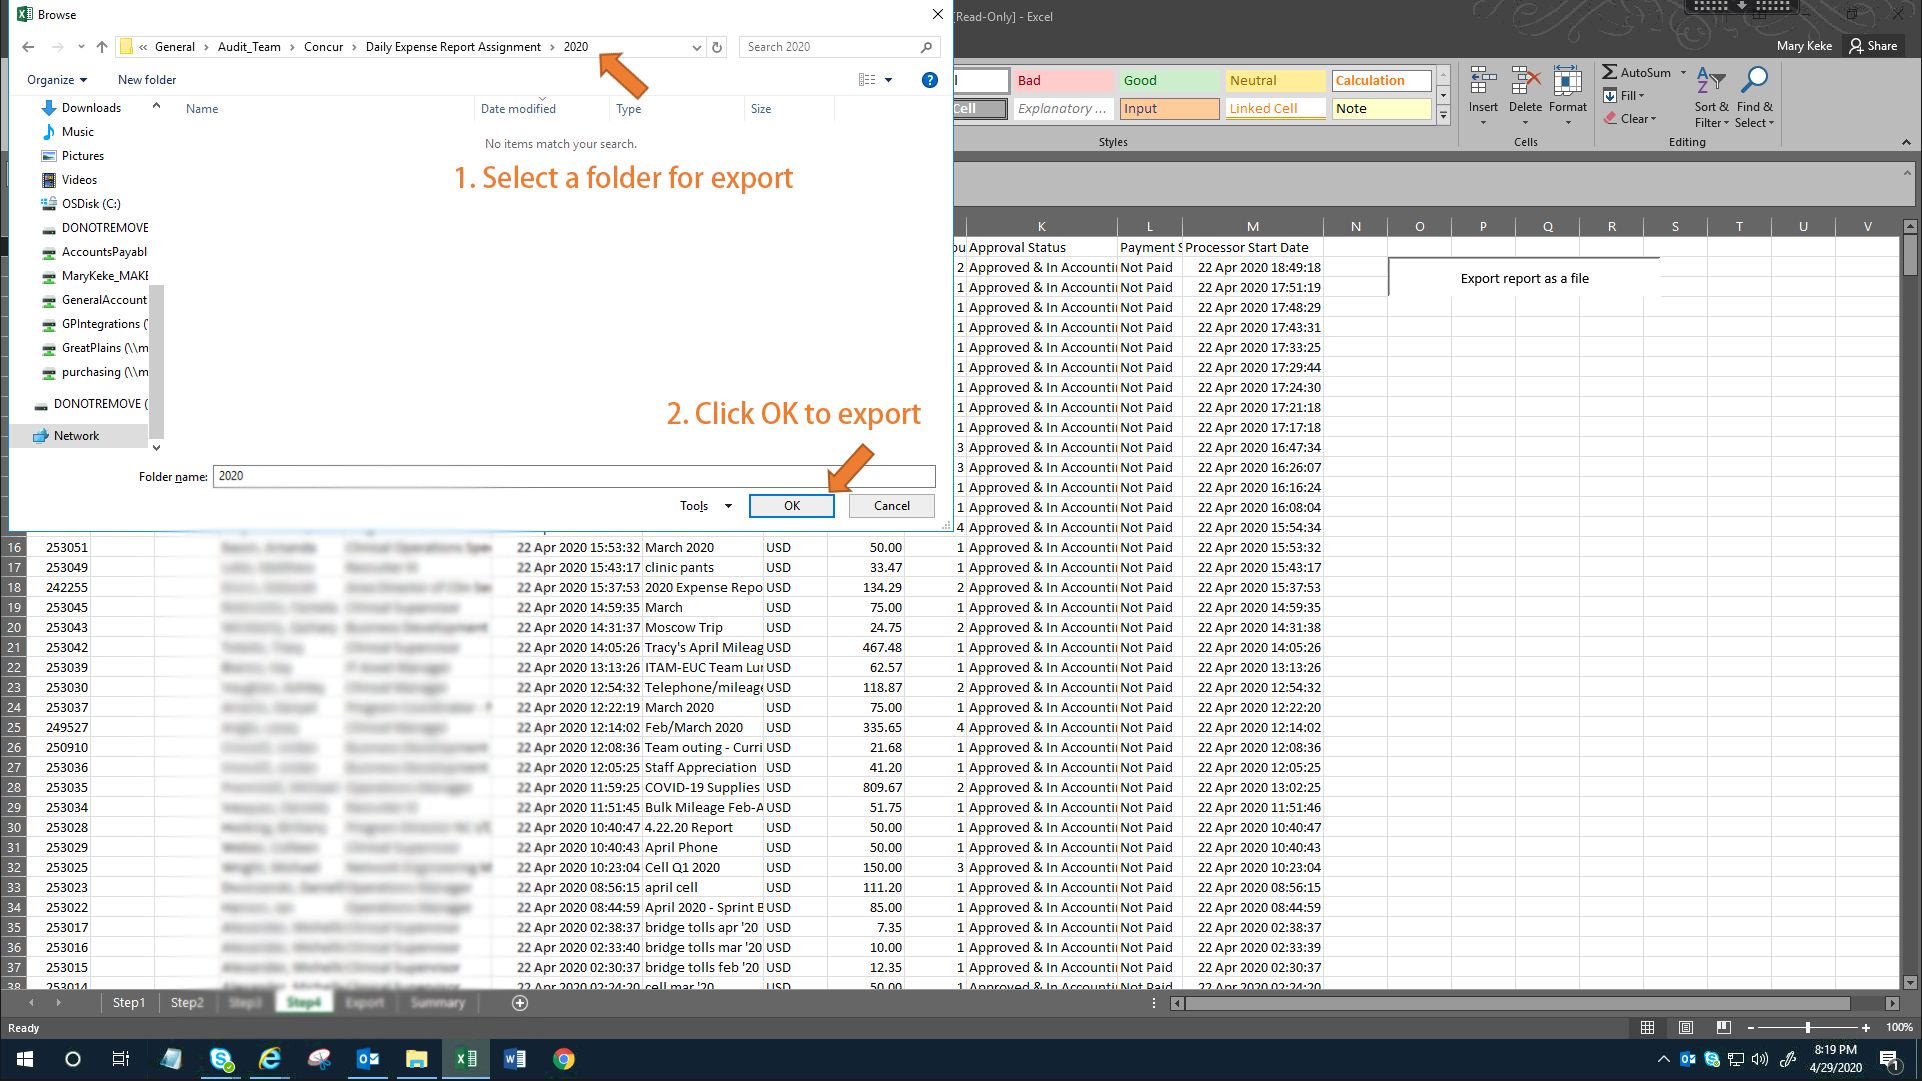 Browse
[Read-Only] - Excel
« General > Audit_Team > Concur > Daily Expense Report Assignment > 2020
Search 2020
Mary Keke
Share
Organize
New folder
Bad
Good
Neutral
Calculation
Explanatory ...
Input
Linked Cell
Note
Styles
Insert
Delete
Format
Cells
AutoSum
Fill
Clear
Sort & Filter
Find & Select
Editing
Downloads
Music
Pictures
Videos
OSDisk (C:)
DONOTREMOVE
AccountsPayabl
MaryKeke_MAKE
GeneralAccount
GPIntegrations (
GreatPlains (\\m
purchasing (\\m
DONOTREMOVE (
Network
Name
Date modified
Type
Size
No items match your search.
1. Select a folder for export
2. Click OK to export
Folder name: 2020
Tools
OK
Cancel
K L M N O P Q R S T U V
Approval Status Payment S Processor Start Date
Export report as a file
2 Approved & In Accounti Not Paid 22 Apr 2020 18:49:18
1 Approved & In Accounti Not Paid 22 Apr 2020 17:51:19
1 Approved & In Accounti Not Paid 22 Apr 2020 17:48:29
1 Approved & In Accounti Not Paid 22 Apr 2020 17:43:31
1 Approved & In Accounti Not Paid 22 Apr 2020 17:33:25
1 Approved & In Accounti Not Paid 22 Apr 2020 17:29:44
1 Approved & In Accounti Not Paid 22 Apr 2020 17:24:30
1 Approved & In Accounti Not Paid 22 Apr 2020 17:21:18
1 Approved & In Accounti Not Paid 22 Apr 2020 17:17:18
3 Approved & In Accounti Not Paid 22 Apr 2020 16:47:34
3 Approved & In Accounti Not Paid 22 Apr 2020 16:26:07
1 Approved & In Accounti Not Paid 22 Apr 2020 16:16:24
1 Approved & In Accounti Not Paid 22 Apr 2020 16:08:04
4 Approved & In Accounti Not Paid 22 Apr 2020 15:54:34
16 253051 22 Apr 2020 15:53:32 March 2020 USD 50.00 1 Approved & In Accounti Not Paid 22 Apr 2020 15:53:32
17 253049 22 Apr 2020 15:43:17 clinic pants USD 33.47 1 Approved & In Accounti Not Paid 22 Apr 2020 15:43:17
18 242255 22 Apr 2020 15:37:53 2020 Expense Repo USD 134.29 2 Approved & In Accounti Not Paid 22 Apr 2020 15:37:53
19 253045 22 Apr 2020 14:59:35 March USD 75.00 1 Approved & In Accounti Not Paid 22 Apr 2020 14:59:35
20 253043 22 Apr 2020 14:31:37 Moscow Trip USD 24.75 2 Approved & In Accounti Not Paid 22 Apr 2020 14:31:38
21 253042 22 Apr 2020 14:05:26 Tracy's April Mileag USD 467.48 1 Approved & In Accounti Not Paid 22 Apr 2020 14:05:26
22 253039 22 Apr 2020 13:13:26 ITAM-EUC Team Lun USD 62.57 1 Approved & In Accounti Not Paid 22 Apr 2020 13:13:26
23 253030 22 Apr 2020 12:54:32 Telephone/mileage USD 118.87 2 Approved & In Accounti Not Paid 22 Apr 2020 12:54:32
24 253037 22 Apr 2020 12:22:19 March 2020 USD 75.00 1 Approved & In Accounti Not Paid 22 Apr 2020 12:22:20
25 249527 22 Apr 2020 12:14:02 Feb/March 2020 USD 335.65 4 Approved & In Accounti Not Paid 22 Apr 2020 12:14:02
26 250910 22 Apr 2020 12:08:36 Team outing - Curri USD 21.68 1 Approved & In Accounti Not Paid 22 Apr 2020 12:08:36
27 253036 22 Apr 2020 12:05:25 Staff Appreciation USD 41.20 1 Approved & In Accounti Not Paid 22 Apr 2020 12:05:25
28 253035 22 Apr 2020 11:59:25 COVID-19 Supplies USD 809.67 2 Approved & In Accounti Not Paid 22 Apr 2020 13:02:25
29 253034 22 Apr 2020 11:51:45 Bulk Mileage Feb-A USD 51.75 1 Approved & In Accounti Not Paid 22 Apr 2020 11:51:46
30 253028 22 Apr 2020 10:40:47 4.22.20 Report USD 50.00 1 Approved & In Accounti Not Paid 22 Apr 2020 10:40:47
31 253029 22 Apr 2020 10:40:43 April Phone USD 50.00 1 Approved & In Accounti Not Paid 22 Apr 2020 10:40:43
32 253025 22 Apr 2020 10:23:04 Cell Q1 2020 USD 150.00 3 Approved & In Accounti Not Paid 22 Apr 2020 10:23:04
33 253023 22 Apr 2020 08:56:15 april cell USD 111.20 1 Approved & In Accounti Not Paid 22 Apr 2020 08:56:15
34 253022 22 Apr 2020 08:44:59 April 2020 - Sprint B USD 85.00 1 Approved & In Accounti Not Paid 22 Apr 2020 08:44:59
35 253017 22 Apr 2020 02:38:37 bridge tolls apr '20 USD 7.35 1 Approved & In Accounti Not Paid 22 Apr 2020 02:38:37
36 253016 22 Apr 2020 02:33:40 bridge tolls mar '20 USD 10.00 1 Approved & In Accounti Not Paid 22 Apr 2020 02:33:39
37 253015 22 Apr 2020 02:30:37 bridge tolls feb '20 USD 12.35 1 Approved & In Accounti Not Paid 22 Apr 2020 02:30:37
38 253014 22 Apr 2020 02:24:20 cell mar '20 USD 50.00 1 Approved & In Accounti Not Paid 22 Apr 2020 02:24:20
Step1 Step2 Step3 Step4 Export Summary
Ready
100%
8:19 PM
4/29/2020
1